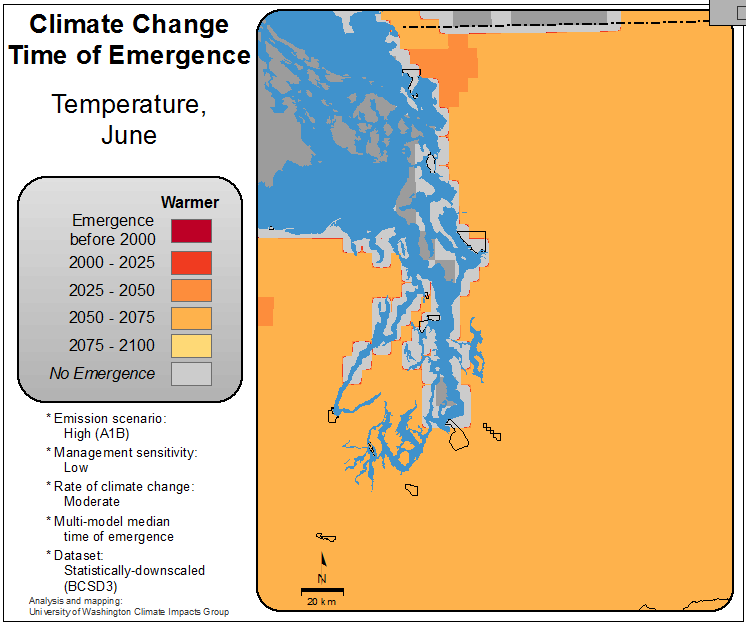 Climate Change
Time of Emergence
Temperature,
June
Warmer
Emergence
before 2000
2000 - 2025
2025 - 2050
2050 - 2075
2075 - 2100
No Emergence
* Emission scenario:
High (A1B)
* Management sensitivity:
Low
* Rate of climate change:
Moderate
* Multi-model median
time of emergence
* Dataset:
Statistically-downscaled
(BCSD3)
Analysis and mapping:
University of Washington Climate Impacts Group
N
20 km